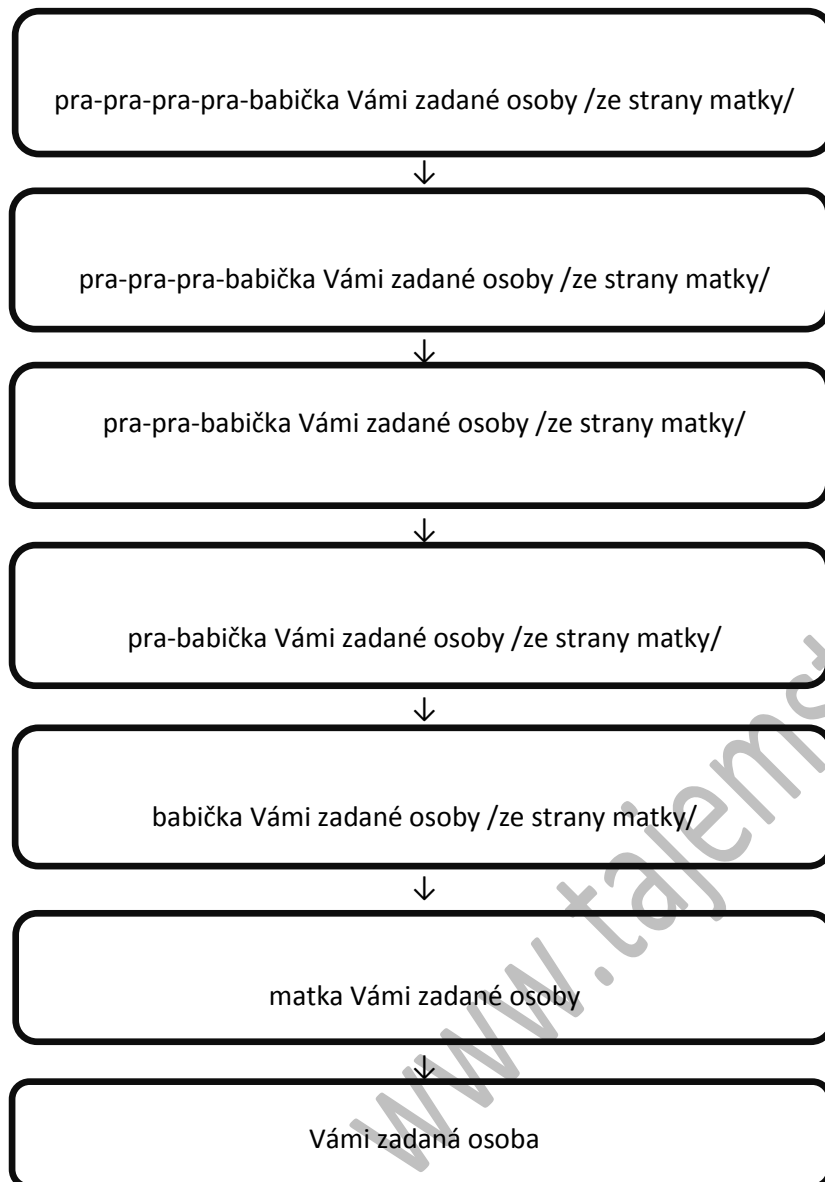 pra-pra-pra-pra-babička Vámi zadané osoby /ze strany matky/
↓
pra-pra-pra-babička Vámi zadané osoby /ze strany matky/
↓
pra-pra-babička Vámi zadané osoby /ze strany matky/
↓
pra-babička Vámi zadané osoby /ze strany matky/
↓
babička Vámi zadané osoby /ze strany matky/
↓
matka Vámi zadané osoby
↓
Vámi zadaná osoba